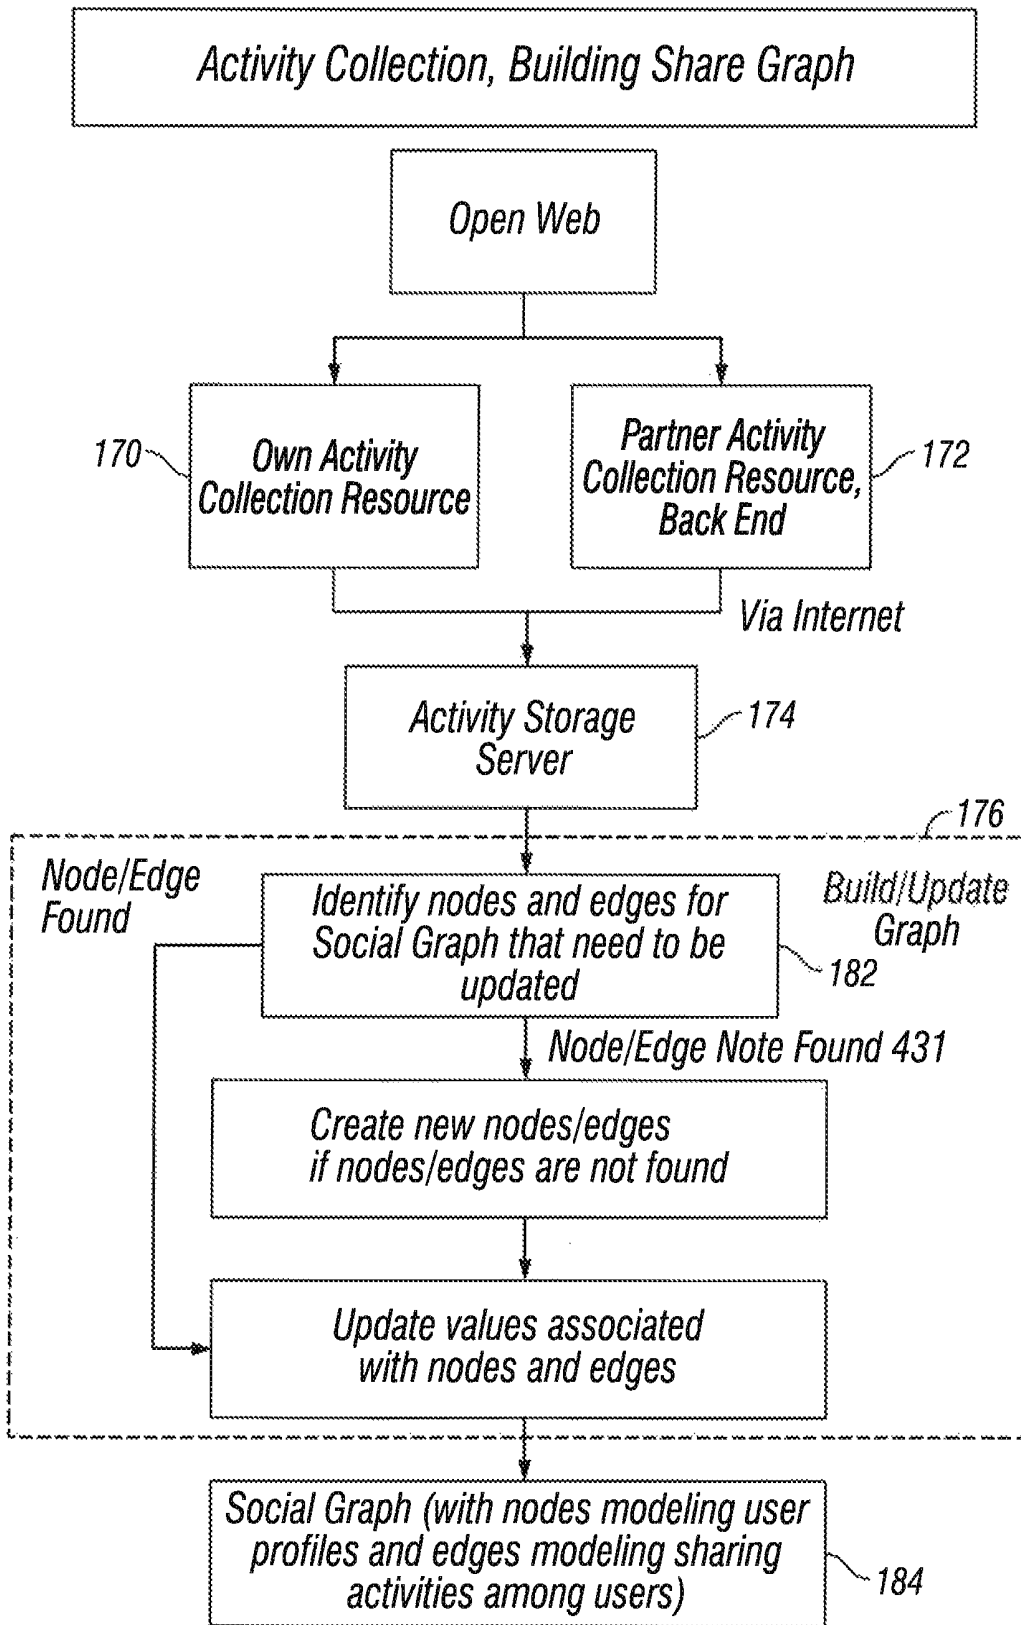 Activity Collection, Building Share Graph
Open Web
170
Own Activity
Collection Resource
Partner Activity
Collection Resource,
Back End
172
Via Internet
Activity Storage
Server
174
176
Node/Edge
Found
Identify nodes and edges for
Social Graph that need to be
updated
Build/Update
Graph
182
Node/Edge Note Found 431
Create new nodes/edges
if nodes/edges are not found
Update values associated
with nodes and edges
Social Graph (with nodes modeling user
profiles and edges modeling sharing
activities among users)
184